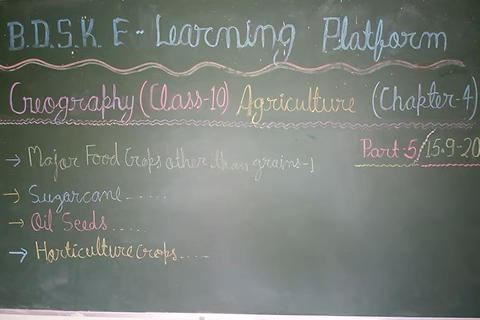 B.D.S.K E-Learning Platform
Geography (Class-10) Agriculture (Chapter-4)
Part-5/15-9-20
→ Major Food Crops other than grains-1
→ Sugarcane.....
→ Oil Seeds.....
→ Horticulture crops....